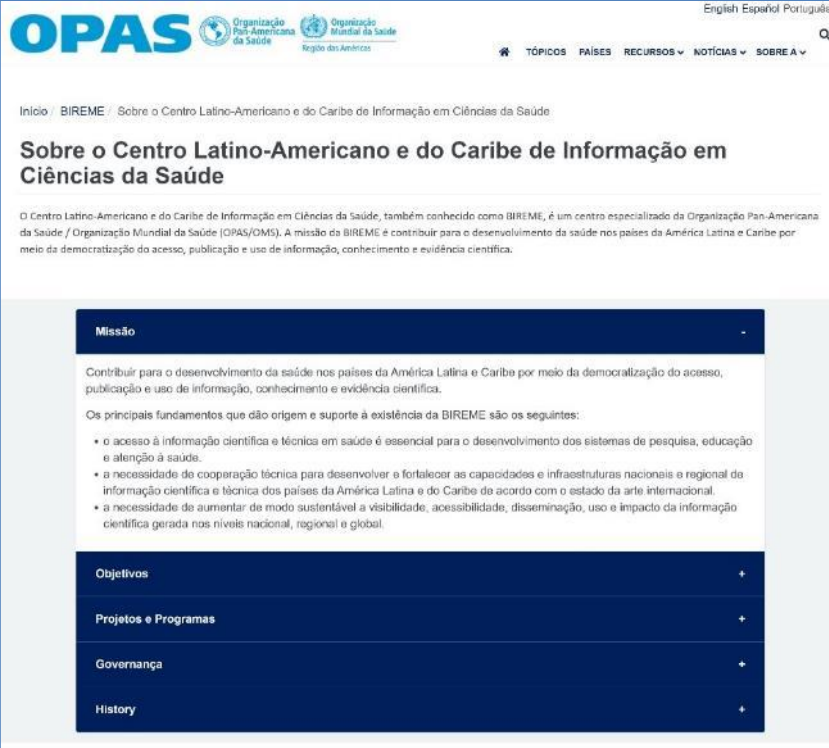 English Español Português
OPAS
Organização
Pan-Americana
da Saúde
Organização
Mundial da Saúde
Região das Américas
TÓPICOS PAÍSES RECURSOS NOTÍCIAS SOBRE A
Início / BIREME / Sobre o Centro Latino-Americano e do Caribe de Informação em Ciências da Saúde
Sobre o Centro Latino-Americano e do Caribe de Informação em
Ciências da Saúde
O Centro Latino-Americano e do Caribe de Informação em Ciências da Saúde, também conhecido como BIREME, é um centro especializado da Organização Pan-Americana
da Saúde / Organização Mundial da Saúde (OPAS/OMS). A missão da BIREME é contribuir para o desenvolvimento da saúde nos países da América Latina e Caribe por
meio da democratização do acesso, publicação e uso de informação, conhecimento e evidência científica.
Missão -
Contribuir para o desenvolvimento da saúde nos países da América Latina e Caribe por meio da democratização do acesso,
publicação e uso de informação, conhecimento e evidência científica.
Os principais fundamentos que dão origem e suporte à existência da BIREME são os seguintes:
• o acesso à informação científica e técnica em saúde é essencial para o desenvolvimento dos sistemas de pesquisa, educação
e atenção à saúde.
• a necessidade de cooperação técnica para desenvolver e fortalecer as capacidades e infraestruturas nacionais e regional de
informação científica e técnica dos países da América Latina e do Caribe de acordo com o estado da arte internacional.
• a necessidade de aumentar de modo sustentável a visibilidade, acessibilidade, disseminação, uso e impacto da informação
científica gerada nos níveis nacional, regional e global.
Objetivos +
Projetos e Programas +
Governança +
History +